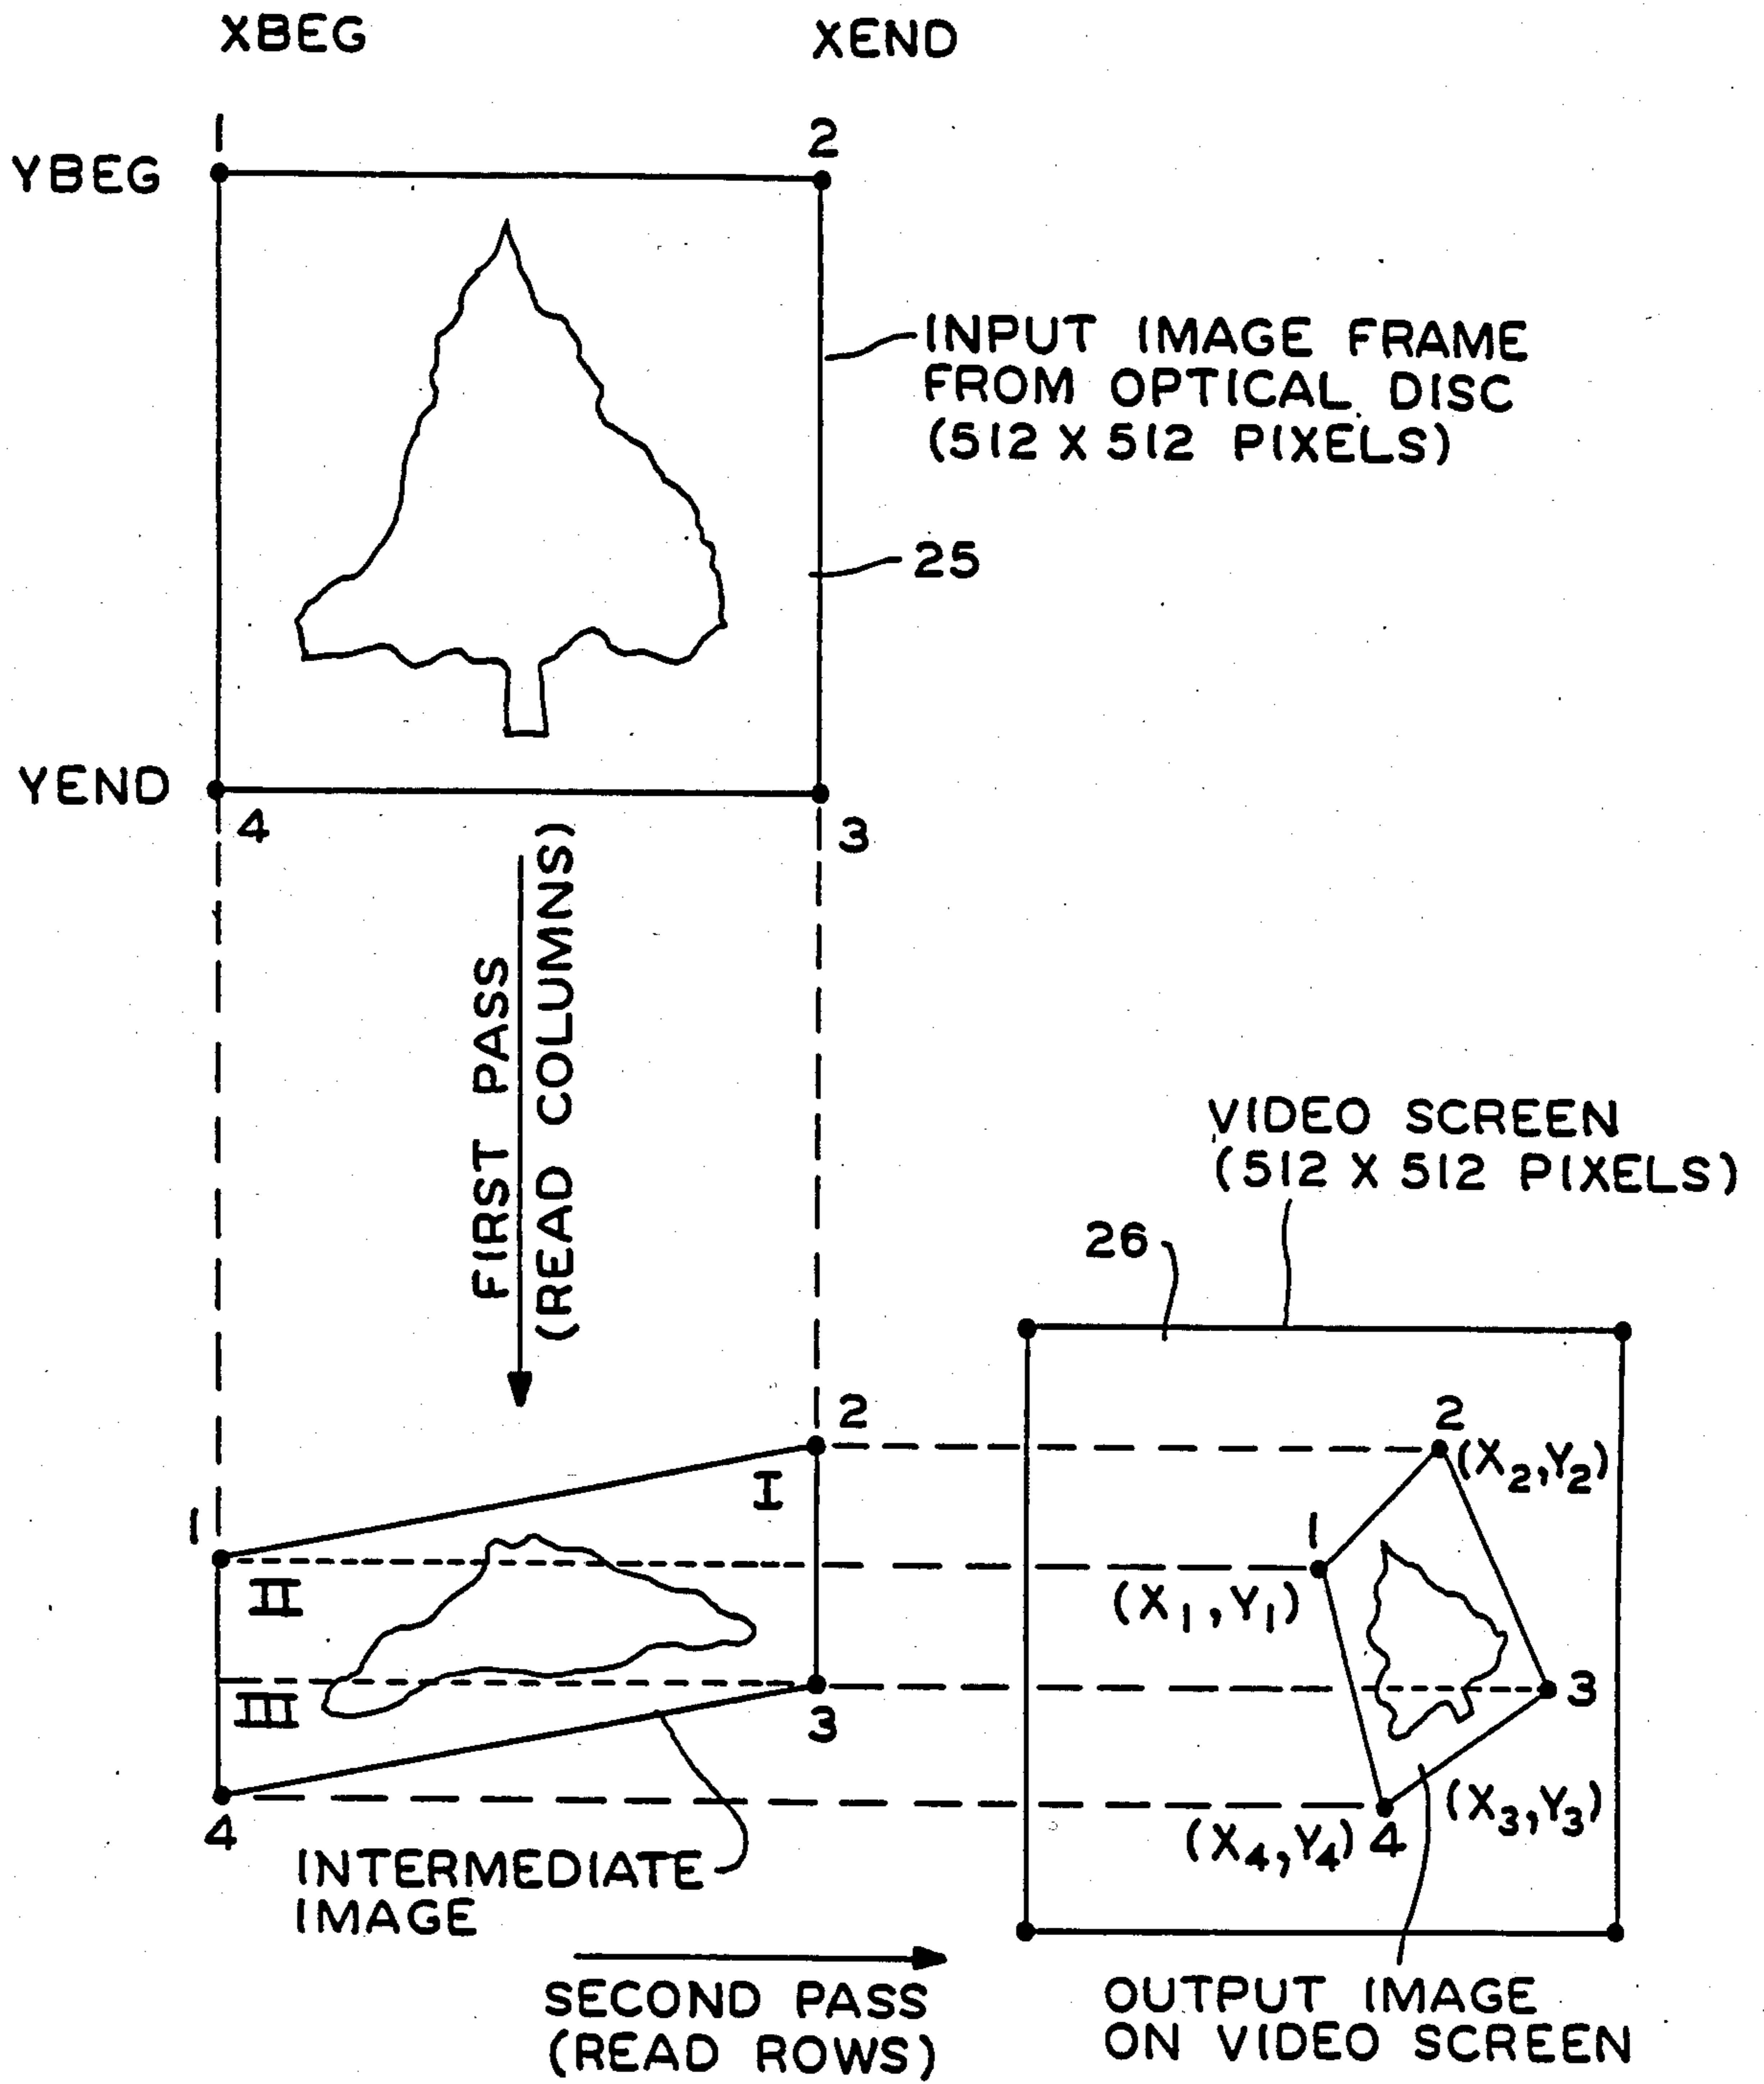 XBEG XEND
1 2
YBEG
INPUT IMAGE FRAME
FROM OPTICAL DISC
(512 X 512 PIXELS)
25
YEND
4 3
FIRST PASS
(READ COLUMNS)
VIDEO SCREEN
(512 X 512 PIXELS)
26
2
I
1
II
III
3
4
INTERMEDIATE
IMAGE
2
(X2,Y2)
1
(X1,Y1)
3
(X3,Y3)
(X4,Y4) 4
SECOND PASS
(READ ROWS)
OUTPUT IMAGE
ON VIDEO SCREEN